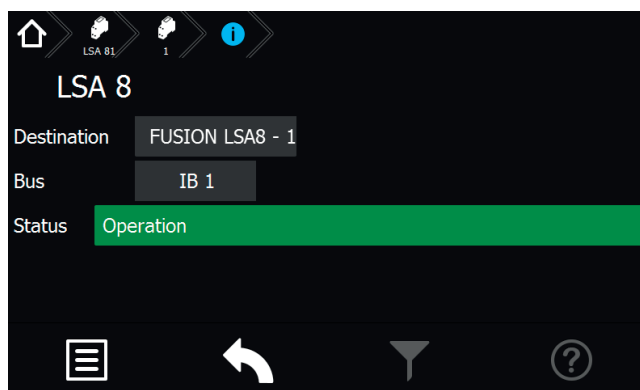 LSA 81
1
i
LSA 8
Destination FUSION LSA8 - 1
Bus IB 1
Status Operation
?